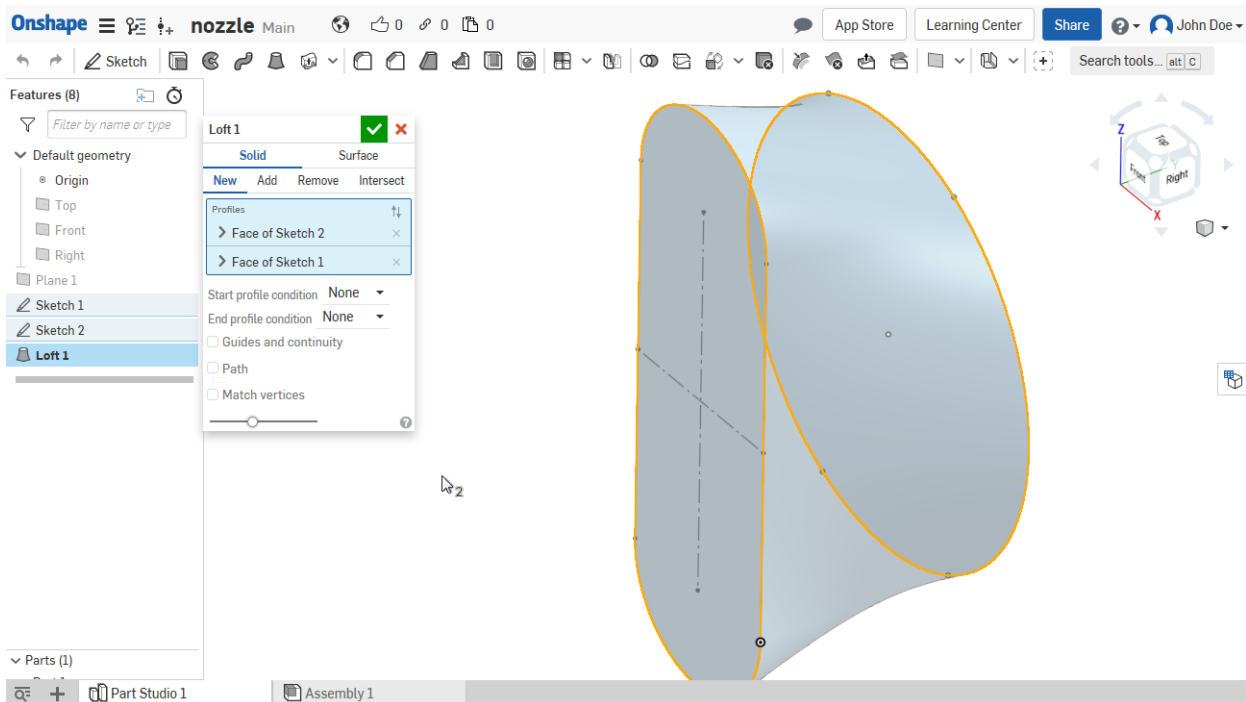 Onshape nozzle Main 0 0 0 App Store Learning Center Share John Doe
Sketch Search tools... alt C
Features (8)
Filter by name or type
Default geometry
Origin
Top
Front
Right
Plane 1
Sketch 1
Sketch 2
Loft 1
Loft 1
Solid Surface
New Add Remove Intersect
Profiles
Face of Sketch 2
Face of Sketch 1
Start profile condition None
End profile condition None
Guides and continuity
Path
Match vertices
2
Z
Top
Front
Right
Y
X
Parts (1)
Part Studio 1 Assembly 1